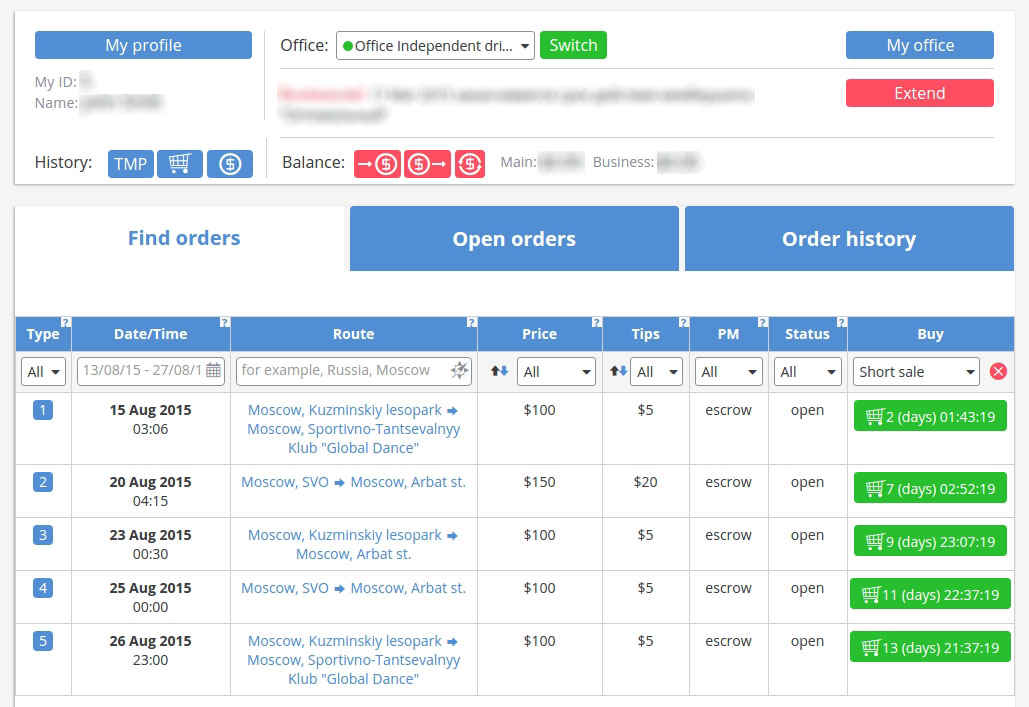 My profile
Office: Office Independent dri... Switch
My office
My ID:
Name:
Extend
History: TMP
Balance: Main: Business:
Find orders
Open orders
Order history
Type ? Date/Time ? Route ? Price ? Tips ? PM ? Status ? Buy
All 13/08/15 - 27/08/1 for example, Russia, Moscow All All All All Short sale
1 15 Aug 2015 Moscow, Kuzminskiy lesopark ➡ $100 $5 escrow open 2 (days) 01:43:19
03:06 Moscow, Sportivno-Tantsevalnyy
Klub "Global Dance"
2 20 Aug 2015 Moscow, SVO ➡ Moscow, Arbat st. $150 $20 escrow open 7 (days) 02:52:19
04:15
3 23 Aug 2015 Moscow, Kuzminskiy lesopark ➡ $100 $5 escrow open 9 (days) 23:07:19
00:30 Moscow, Arbat st.
4 25 Aug 2015 Moscow, SVO ➡ Moscow, Arbat st. $100 $5 escrow open 11 (days) 22:37:19
00:00
5 26 Aug 2015 Moscow, Kuzminskiy lesopark ➡ $100 $5 escrow open 13 (days) 21:37:19
23:00 Moscow, Sportivno-Tantsevalnyy
Klub "Global Dance"